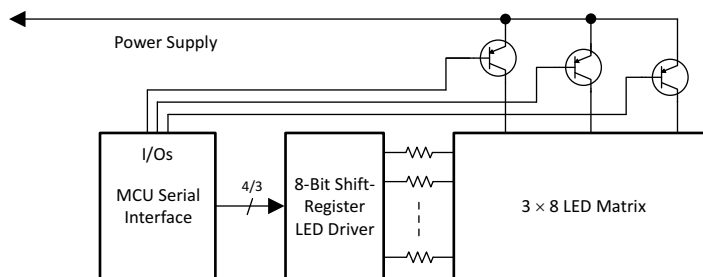 Power Supply
I/Os
MCU Serial
Interface
4/3
8-Bit Shift-
Register
LED Driver
3 × 8 LED Matrix